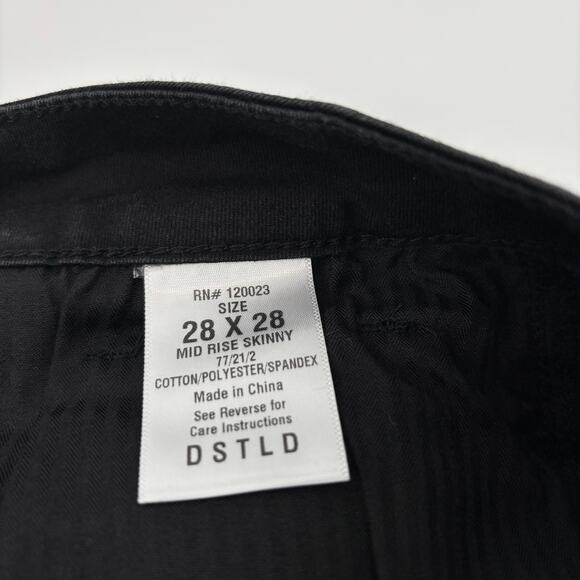 RN# 120023
SIZE
28 X 28
MID RISE SKINNY
77/21/2
COTTON/POLYESTER/SPANDEX
Made in China
See Reverse for
Care Instructions
DSTLD